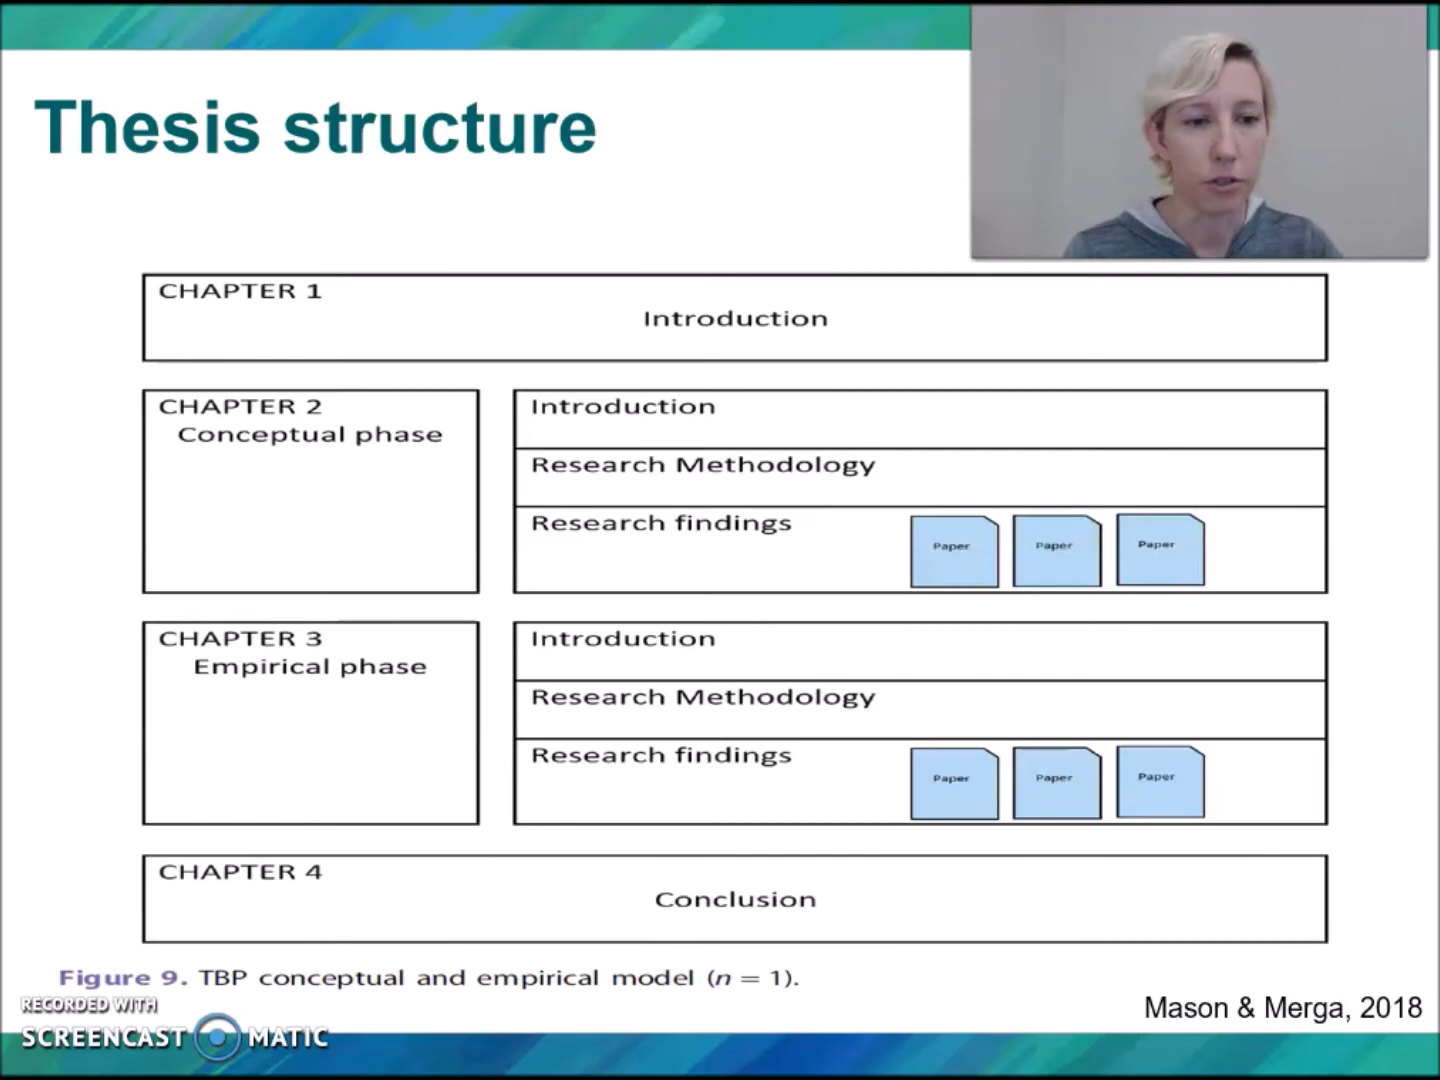 Thesis structure
CHAPTER 1
Introduction
CHAPTER 2
Conceptual phase
Introduction
Research Methodology
Research findings
Paper Paper Paper
CHAPTER 3
Empirical phase
Introduction
Research Methodology
Research findings
Paper Paper Paper
CHAPTER 4
Conclusion
Figure 9. TBP conceptual and empirical model (n = 1).
Mason & Merga, 2018
RECORDED WITH
SCREENCAST MATIC